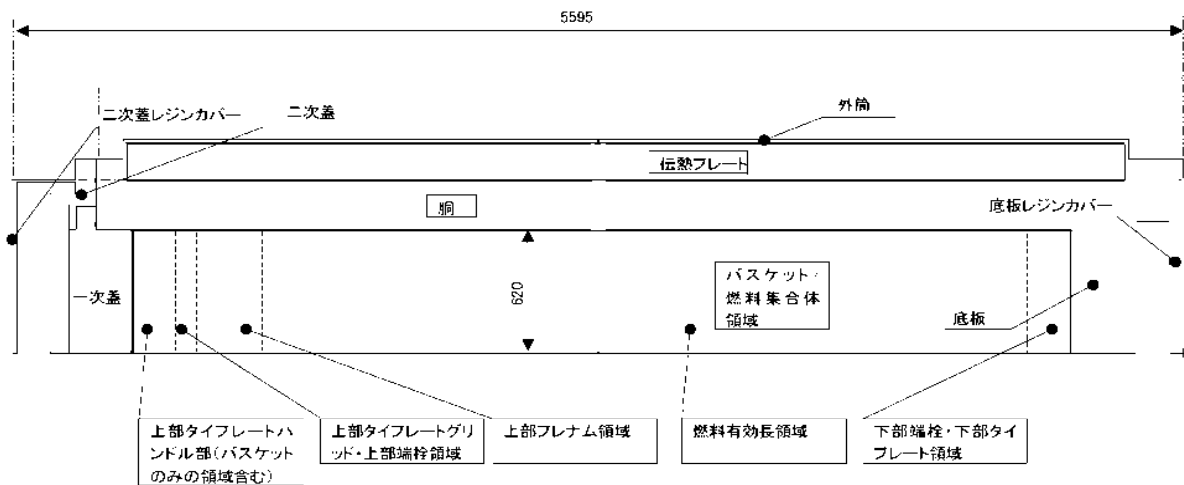 5595
二次蓋レジンカバー
二次蓋
外筒
伝熱フレート
胴
底板レジンカバー
一次蓋
620
バスケット・
燃料集合体
領域
底板
上部タイフレートハ
ンドル部(バスケット
のみの領域含む)
上部タイフレートグリ
ッド・上部端栓領域
上部フレナム領域
燃料有効長領域
下部端栓・下部タイ
プレート領域